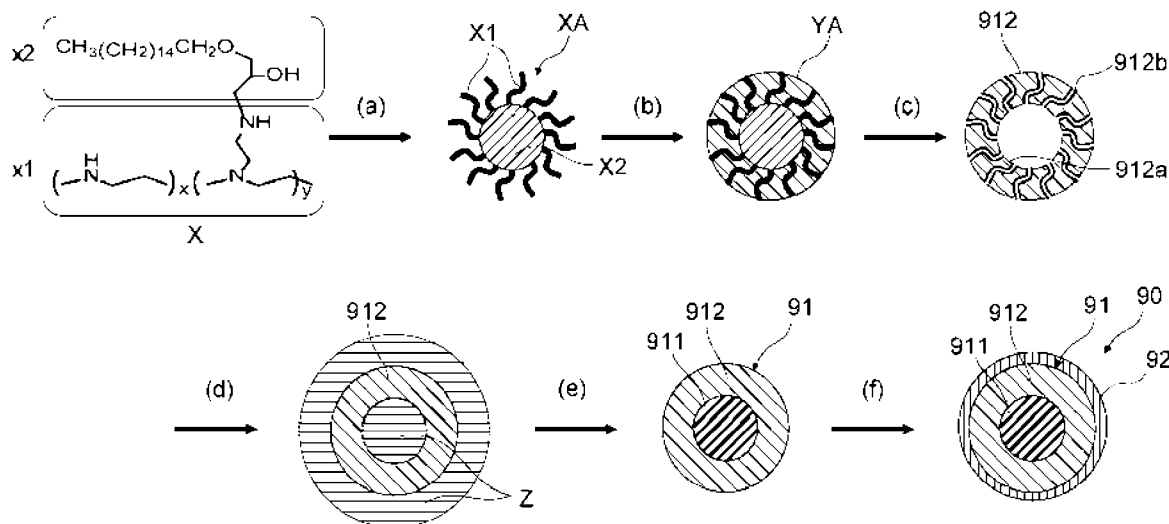 x2
CH3(CH2)14CH2O
OH
NH
x1
H
N
x
N
y
X
(a)
X1
XA
X2
(b)
YA
(c)
912
912b
912a
(d)
912
Z
(e)
911
912
91
(f)
911
912
91
90
92